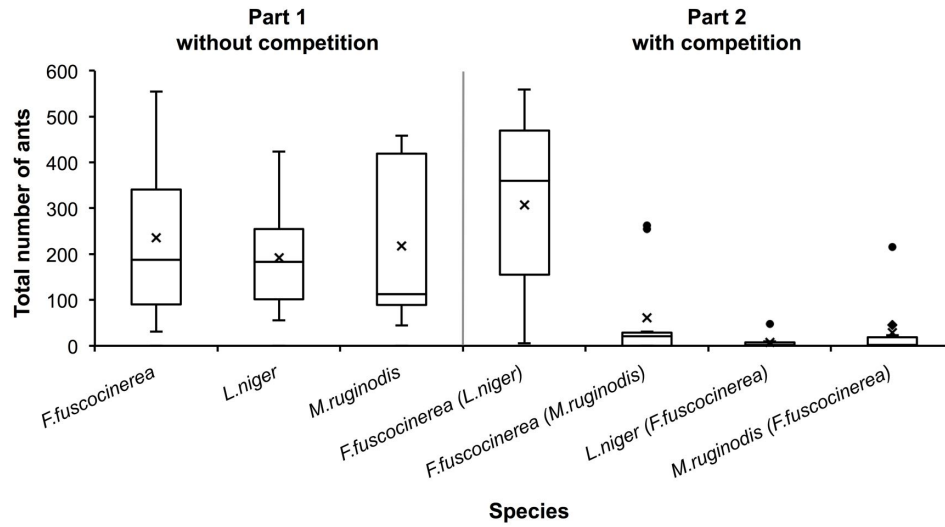 Part 1
without competition
Part 2
with competition
Total number of ants
600
500
400
300
200
100
0
F.fuscocinerea
L.niger
M.ruginodis
F.fuscocinerea (L.niger)
F.fuscocinerea (M.ruginodis)
L.niger (F.fuscocinerea)
M.ruginodis (F.fuscocinerea)
Species